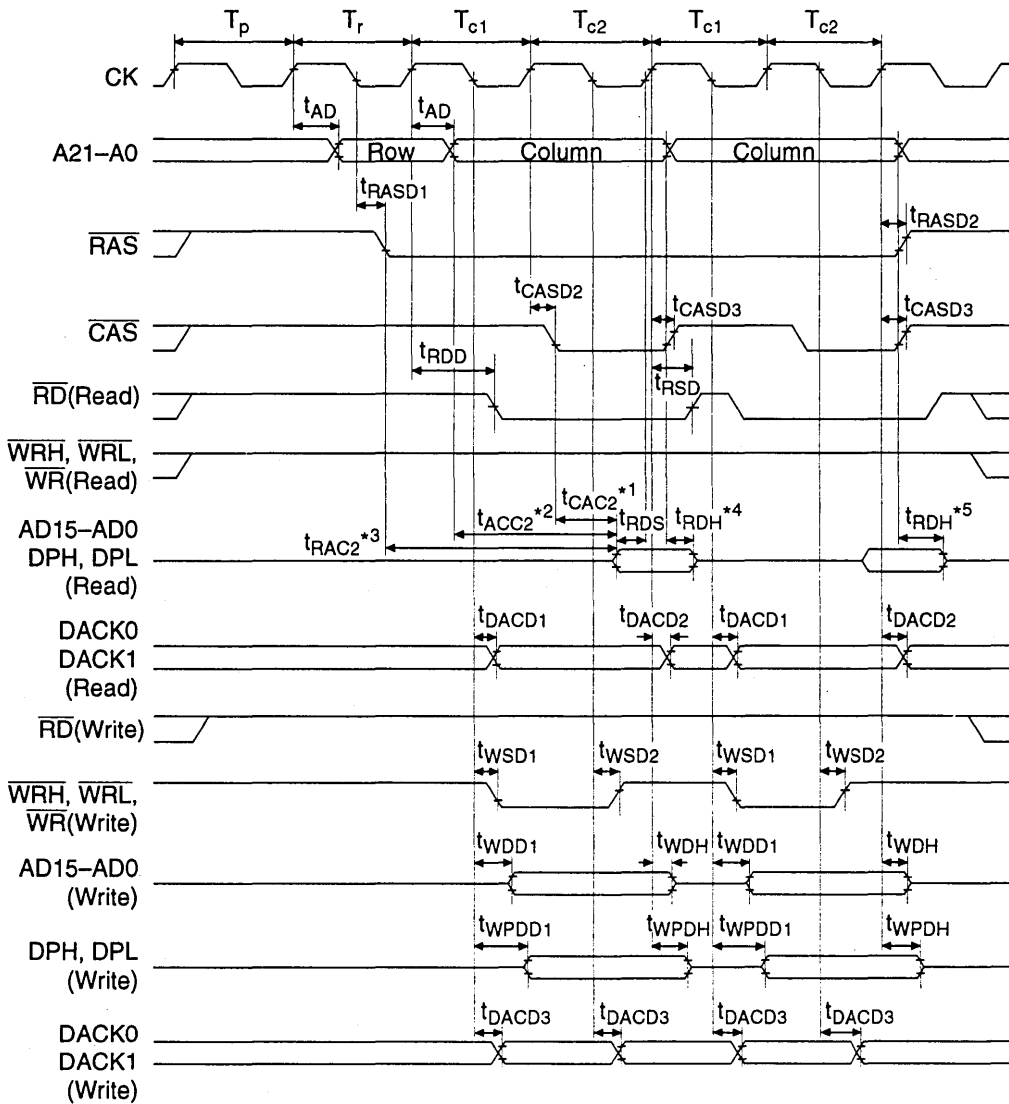 Tp Tr Tc1 Tc2 Tc1 Tc2
CK
tAD tAD
A21–A0 Row Column Column
tRASD1
tRASD2
RAS
tCASD2 tCASD3 tCASD3
CAS
tRDD tRSD
RD(Read)
WRH, WRL,
WR(Read)
tCAC2*1
AD15–AD0 tACC2*2 tRDS tRDH*4 tRDH*5
DPH, DPL tRAC2*3
(Read)
DACK0 tDACD1 tDACD2 tDACD1 tDACD2
DACK1
(Read)
RD(Write)
tWSD1 tWSD2 tWSD1 tWSD2
WRH, WRL,
WR(Write)
tWDD1 tWDH tWDD1 tWDH
AD15–AD0
(Write)
tWPDD1 tWPDH tWPDD1 tWPDH
DPH, DPL
(Write)
tDACD3 tDACD3 tDACD3 tDACD3
DACK0
DACK1
(Write)